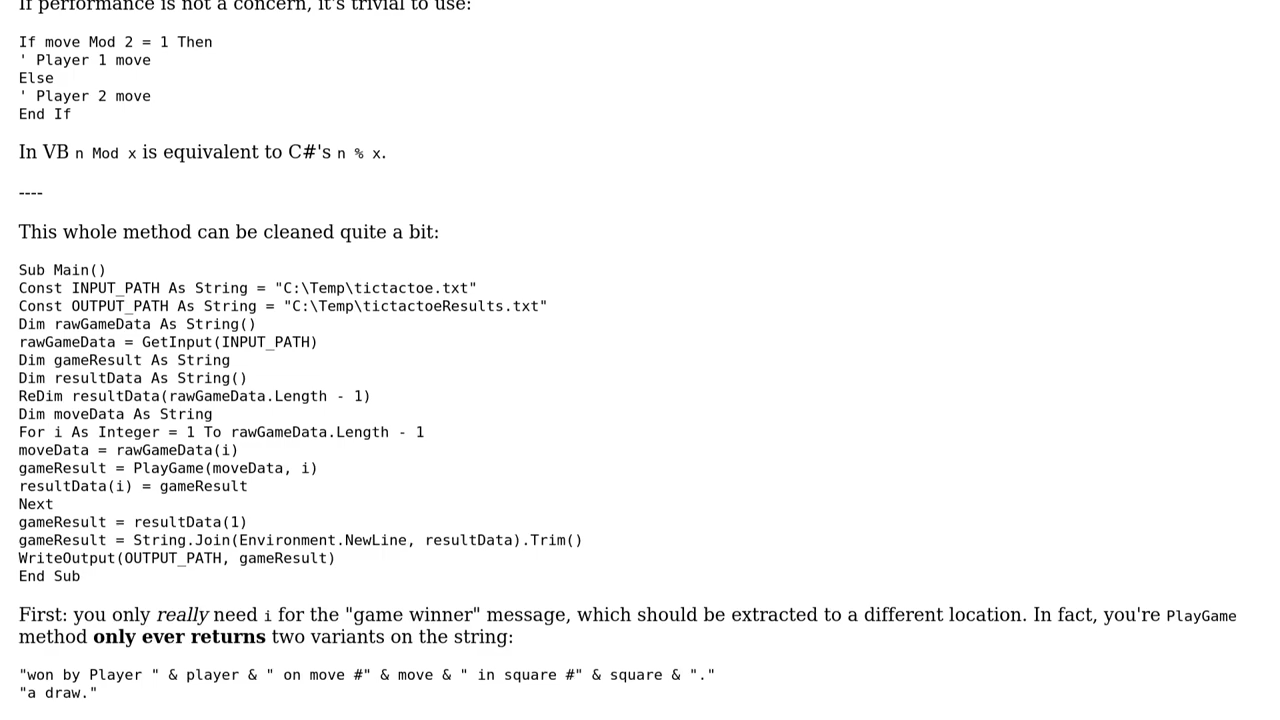 If performance is not a concern, it's trivial to use:
If move Mod 2 = 1 Then
' Player 1 move
Else
' Player 2 move
End If
In VB n Mod x is equivalent to C#'s n % x.
----
This whole method can be cleaned quite a bit:
Sub Main()
Const INPUT_PATH As String = "C:\Temp\tictactoe.txt"
Const OUTPUT_PATH As String = "C:\Temp\tictactoeResults.txt"
Dim rawGameData As String()
rawGameData = GetInput(INPUT_PATH)
Dim gameResult As String
Dim resultData As String()
ReDim resultData(rawGameData.Length - 1)
Dim moveData As String
For i As Integer = 1 To rawGameData.Length - 1
moveData = rawGameData(i)
gameResult = PlayGame(moveData, i)
resultData(i) = gameResult
Next
gameResult = resultData(1)
gameResult = String.Join(Environment.NewLine, resultData).Trim()
WriteOutput(OUTPUT_PATH, gameResult)
End Sub
First: you only really need i for the "game winner" message, which should be extracted to a different location. In fact, you're PlayGame
method only ever returns two variants on the string:
"won by Player " & player & " on move #" & move & " in square #" & square & "."
"a draw."